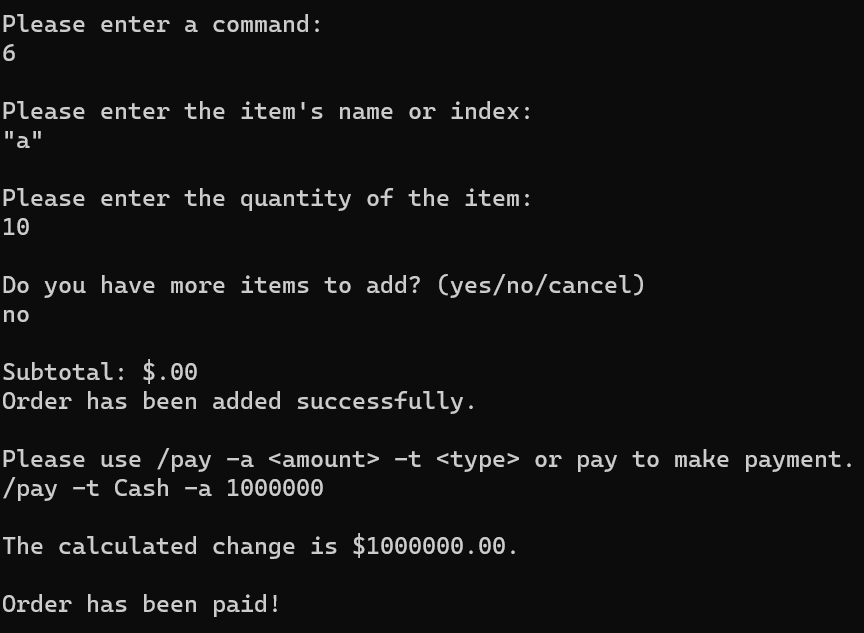 Please enter a command:
6
Please enter the item's name or index:
"a"
Please enter the quantity of the item:
10
Do you have more items to add? (yes/no/cancel)
no
Subtotal: $.00
Order has been added successfully.
Please use /pay -a <amount> -t <type> or pay to make payment.
/pay -t Cash -a 1000000
The calculated change is $1000000.00.
Order has been paid!